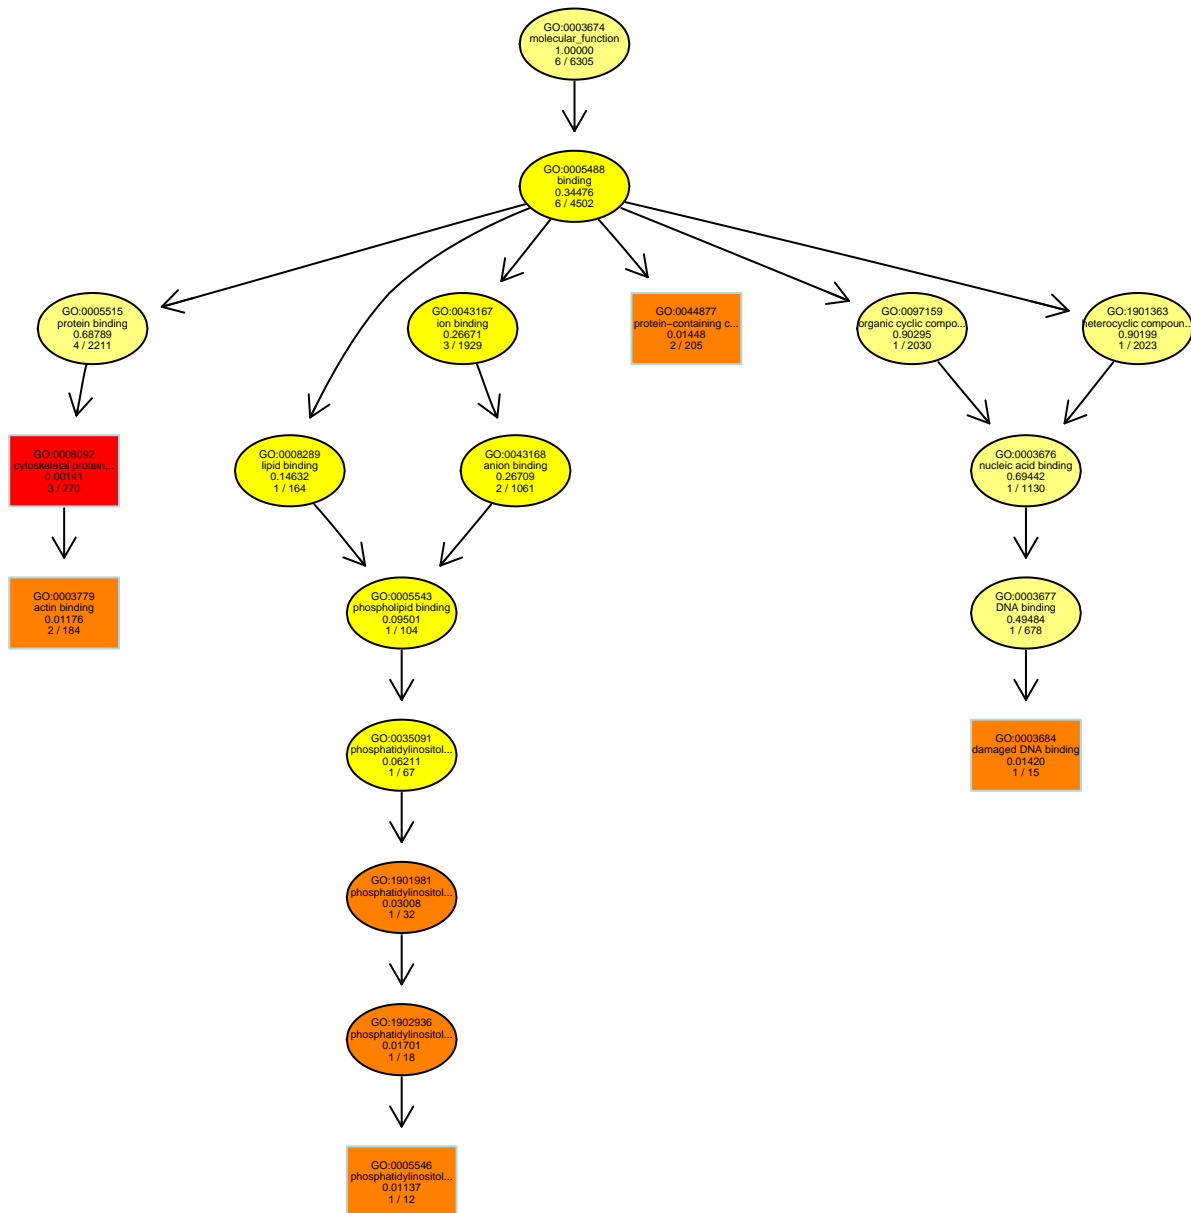 GO:0003674
molecular_function
1.00000
6 / 6305
GO:0005488
binding
0.34476
6 / 4502
GO:0005515
protein binding
0.68789
4 / 2211
GO:0043167
ion binding
0.26671
3 / 1929
GO:0044877
protein−containing c...
0.01448
2 / 205
GO:0097159
organic cyclic compo...
0.90295
1 / 2030
GO:1901363
heterocyclic compoun...
0.90199
1 / 2023
GO:0008092
cytoskeletal protein...
0.00141
3 / 270
GO:0008289
lipid binding
0.14632
1 / 164
GO:0043168
anion binding
0.26709
2 / 1061
GO:0003676
nucleic acid binding
0.69442
1 / 1130
GO:0003779
actin binding
0.01176
2 / 184
GO:0005543
phospholipid binding
0.09501
1 / 104
GO:0003677
DNA binding
0.49484
1 / 678
GO:0035091
phosphatidylinositol...
0.06211
1 / 67
GO:0003684
damaged DNA binding
0.01420
1 / 15
GO:1901981
phosphatidylinositol...
0.03008
1 / 32
GO:1902936
phosphatidylinositol...
0.01701
1 / 18
GO:0005546
phosphatidylinositol...
0.01137
1 / 12